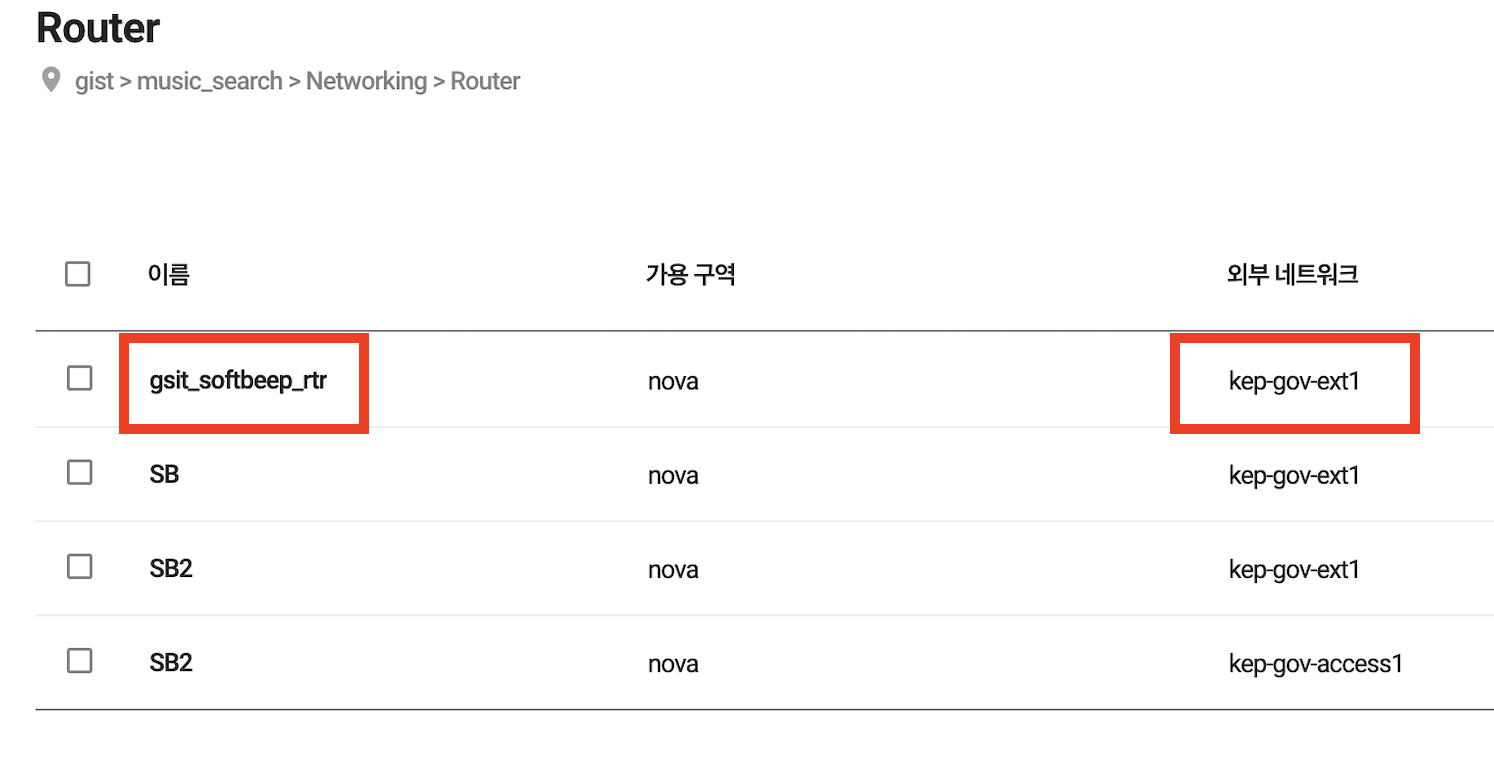 Router
gist > music_search > Networking > Router
이름 가용 구역 외부 네트워크
gsit_softbeep_rtr nova kep-gov-ext1
SB nova kep-gov-ext1
SB2 nova kep-gov-ext1
SB2 nova kep-gov-access1